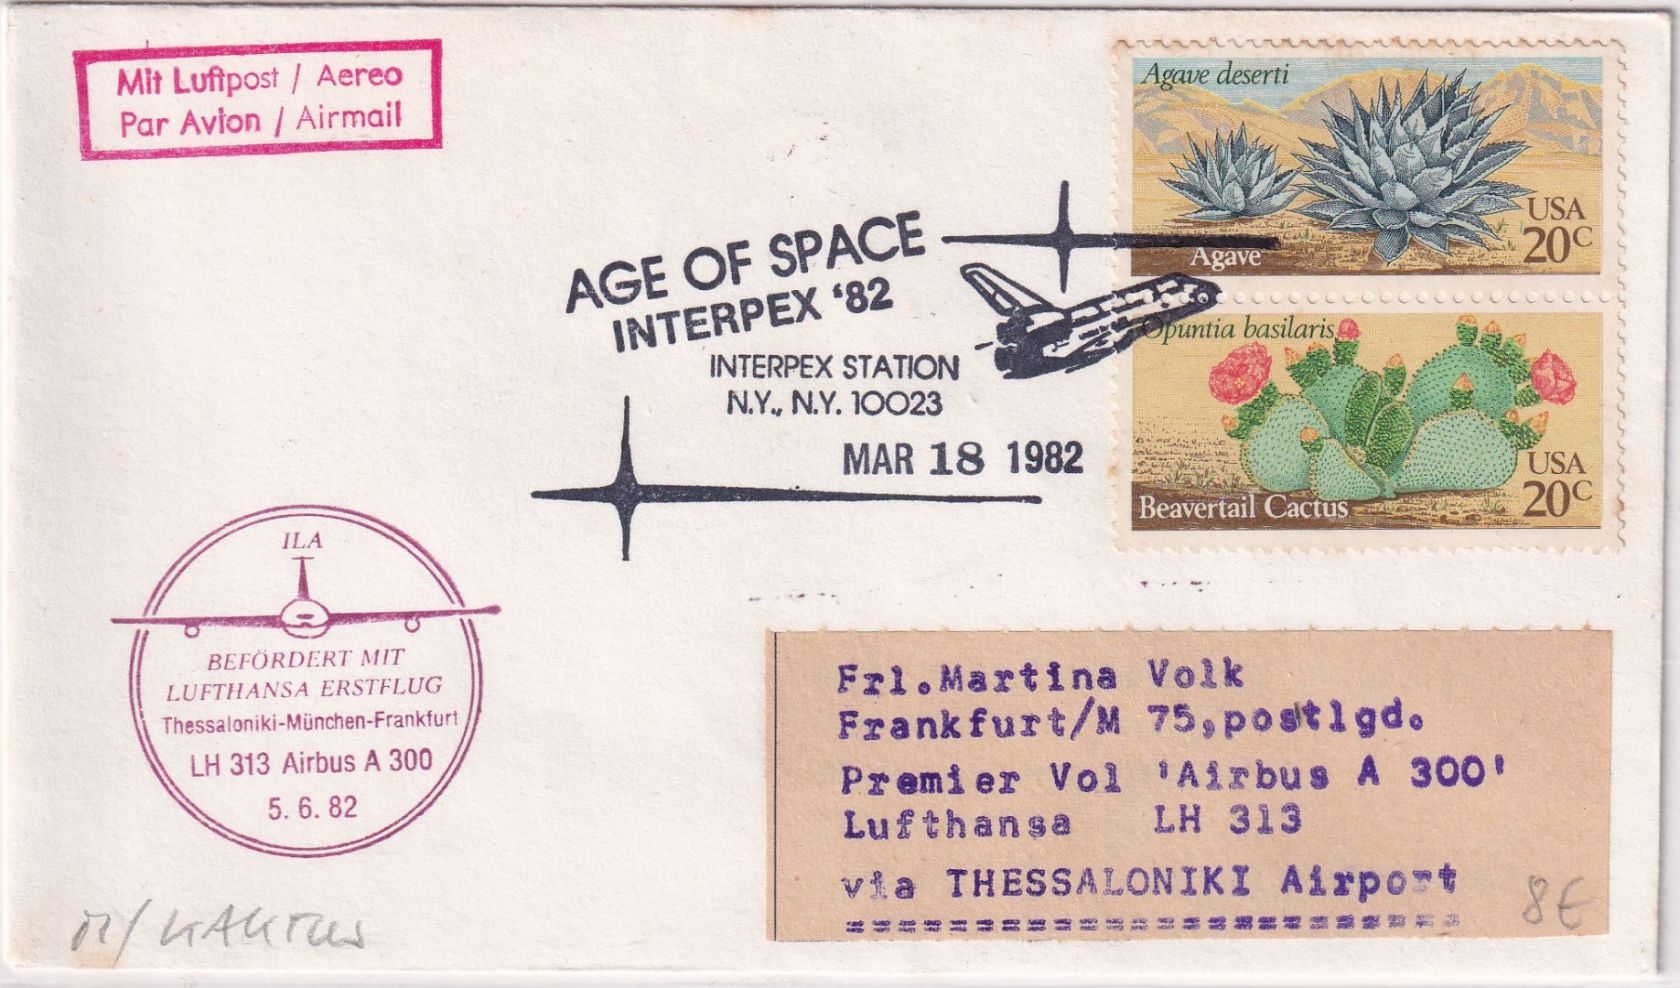 Mit Luftpost / Aereo
Par Avion / Airmail
Agave deserti
USA
20c
Agave
AGE OF SPACE
INTERPEX '82
INTERPEX STATION
N.Y., N.Y. 10023
MAR 18 1982
Opuntia basilaris
USA
20c
Beavertail Cactus
ILA
BEFÖRDERT MIT
LUFTHANSA ERSTFLUG
Thessaloniki-München-Frankfurt
LH 313 Airbus A 300
5. 6. 82
Frl.Martina Volk
Frankfurt/M 75,postlgd.
Premier Vol 'Airbus A 300'
Lufthansa LH 313
via THESSALONIKI Airport
=========================
8€